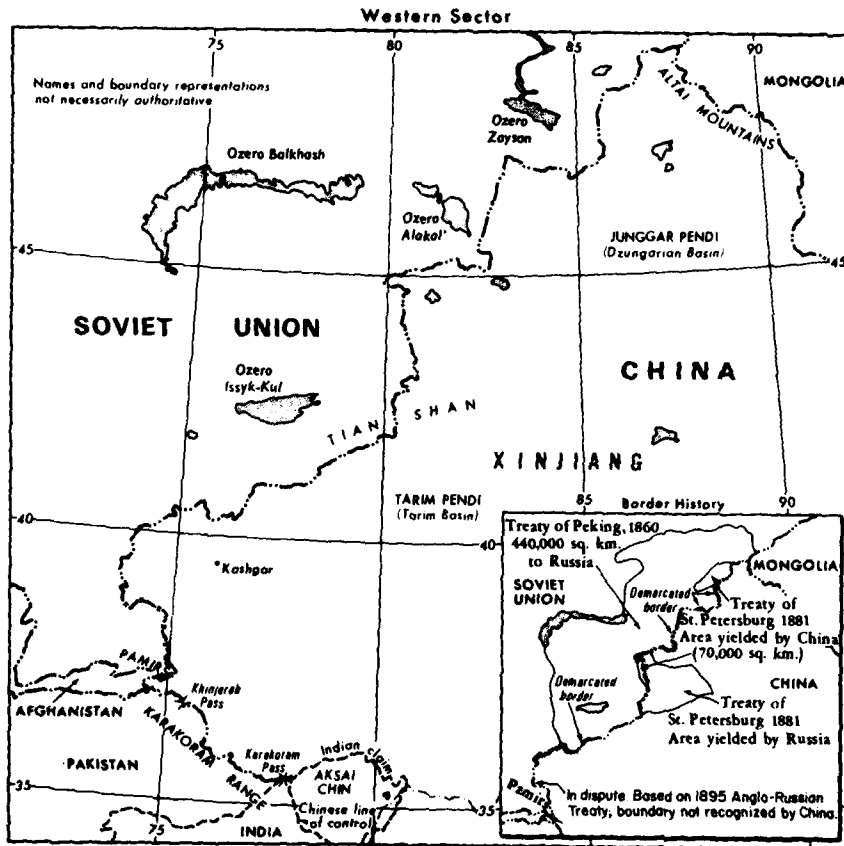 Western Sector
75
80
85
90
Names and boundary representations
not necessarily authoritative
MONGOLIA
ALTAI MOUNTAINS
Ozero
Zaysan
Ozero Balkhash
Ozero
Alakol'
45
JUNGGAR PENDI
(Dzungarian Basin)
45
SOVIET UNION
Ozero
Issyk-Kul
CHINA
TIAN SHAN
XINJIANG
TARIM PENDI
(Tarim Basin)
40
40
Kashgar
85
Border History
90
Treaty of Peking, 1860
440,000 sq. km.
to Russia
MONGOLIA
SOVIET
UNION
Demarcated
border
Treaty of
St. Petersburg 1881
Area yielded by China
(70,000 sq. km.)
CHINA
Demarcated
border
Treaty of
St. Petersburg 1881
Area yielded by Russia
Pamir
In dispute. Based on 1895 Anglo-Russian
Treaty; boundary not recognized by China.
PAMIR
AFGHANISTAN
Khinjerab
Pass
KARAKORAM RANGE
PAKISTAN
Karakoram
Pass
Indian claims
AKSAI
CHIN
Chinese line
of control
35
35
75
INDIA
80